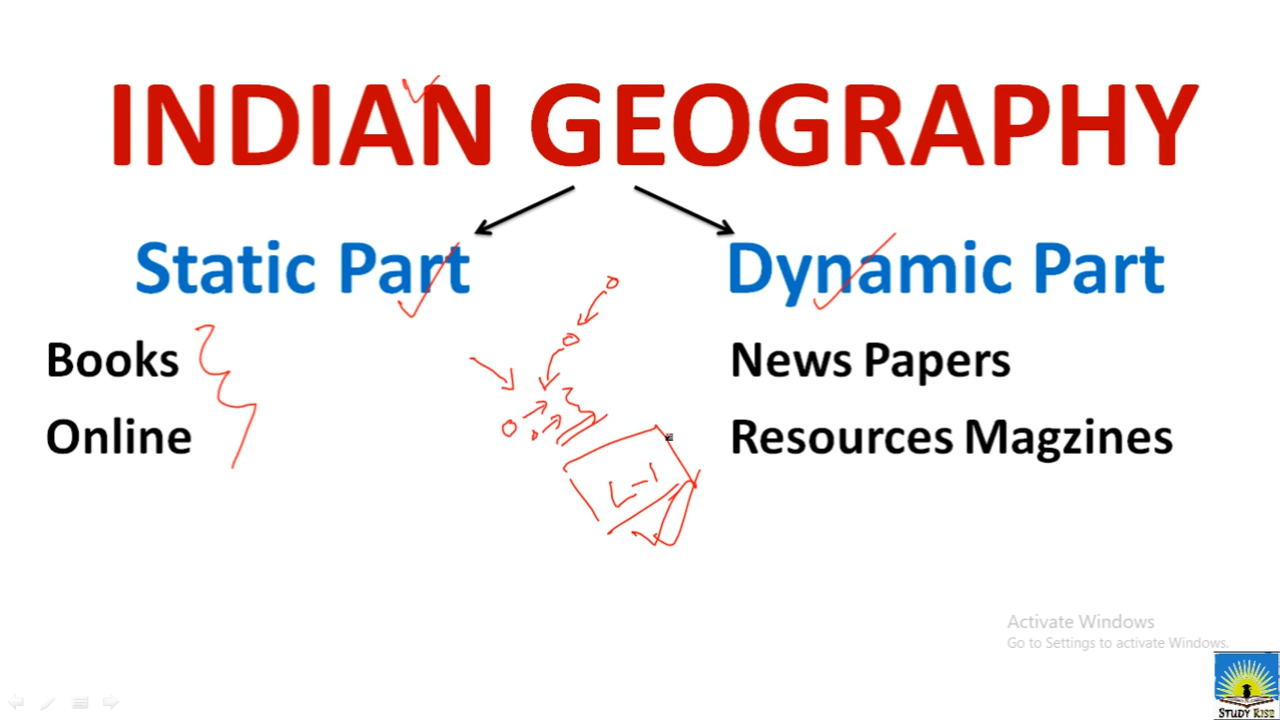 INDIAN GEOGRAPHY
Static Part
Dynamic Part
Books
Online
News Papers
Resources Magzines
L-1
Activate Windows
Go to Settings to activate Windows.
STUDY RISE